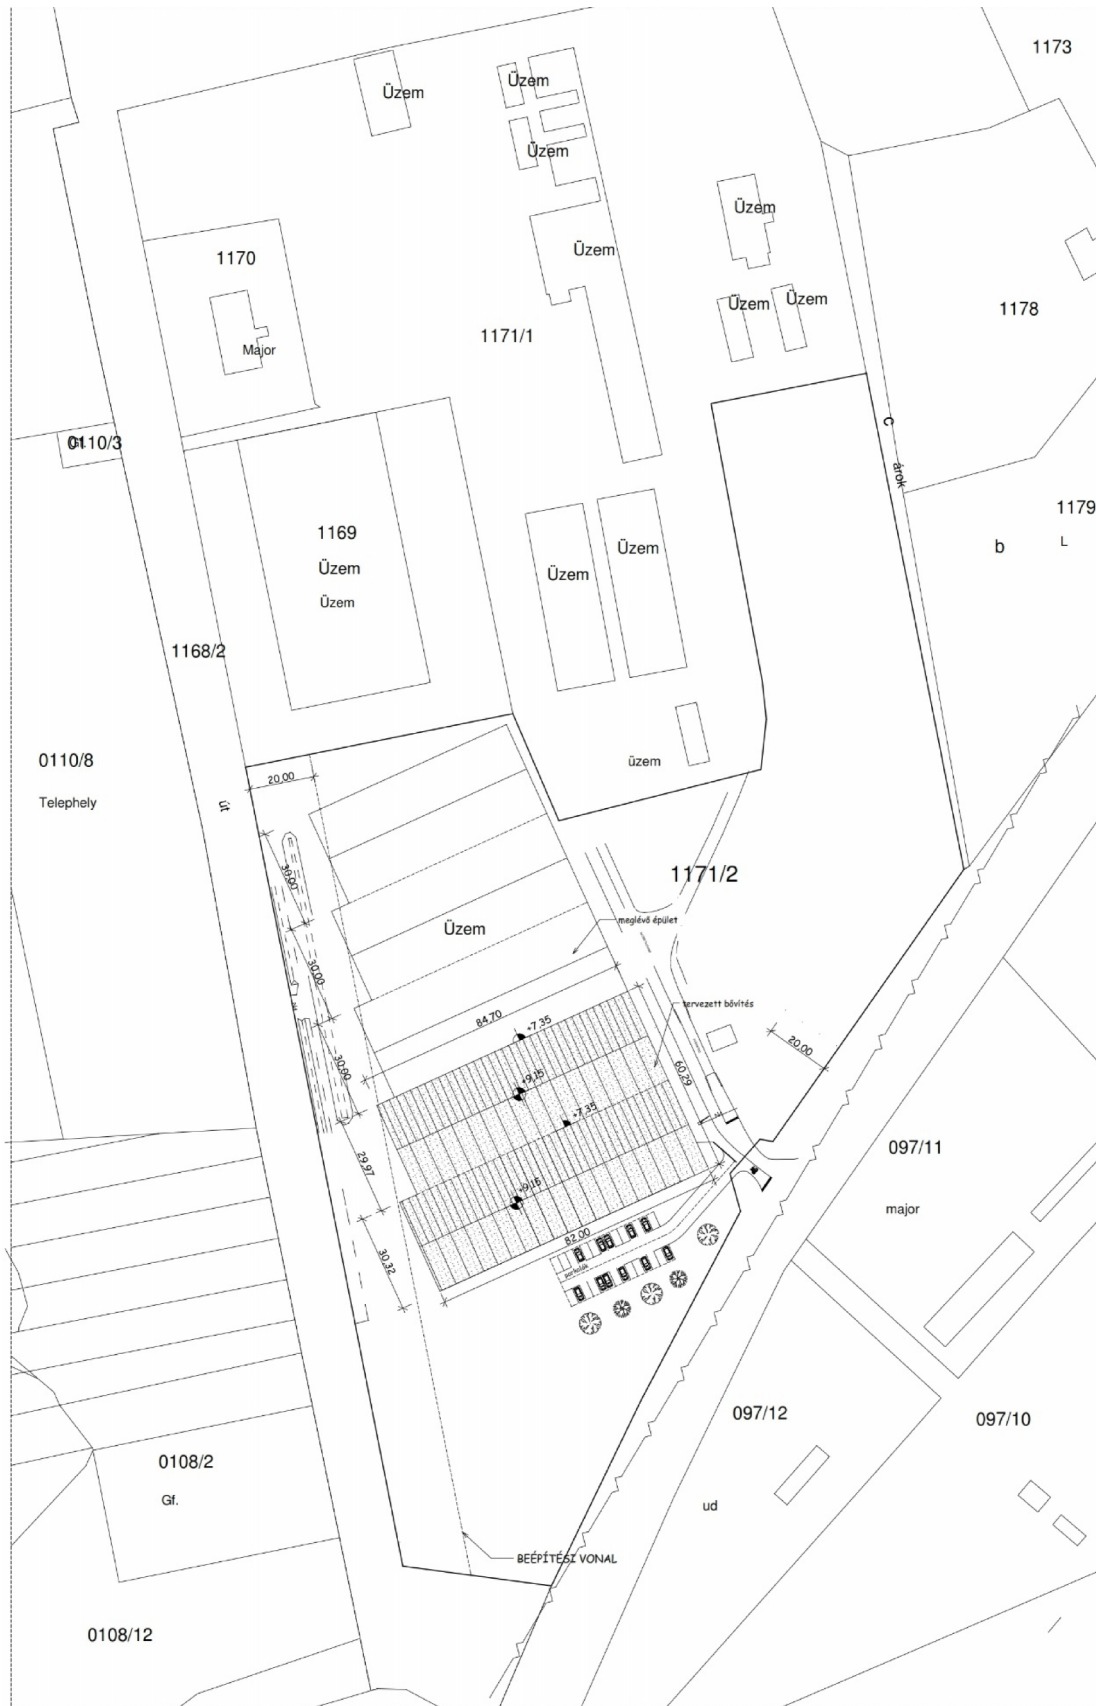 1173
Üzem
Üzem
Üzem
Üzem
Üzem
1170
Üzem
Üzem
1178
1171/1
Major
C
0110/3
árok
1179
1169
b
L
Üzem
Üzem
Üzem
Üzem
1168/2
0110/8
üzem
20,00
Telephely
út
1171/2
30,00
meglévő épület
Üzem
30,00
tervezett bővítés
84,70
+7,35
20,00
30,00
60,29
+9,15
+7,35
097/11
29,97
+9,15
major
82,00
30,32
parkolók
097/12
097/10
0108/2
Gf.
ud
BEÉPÍTÉSI VONAL
0108/12